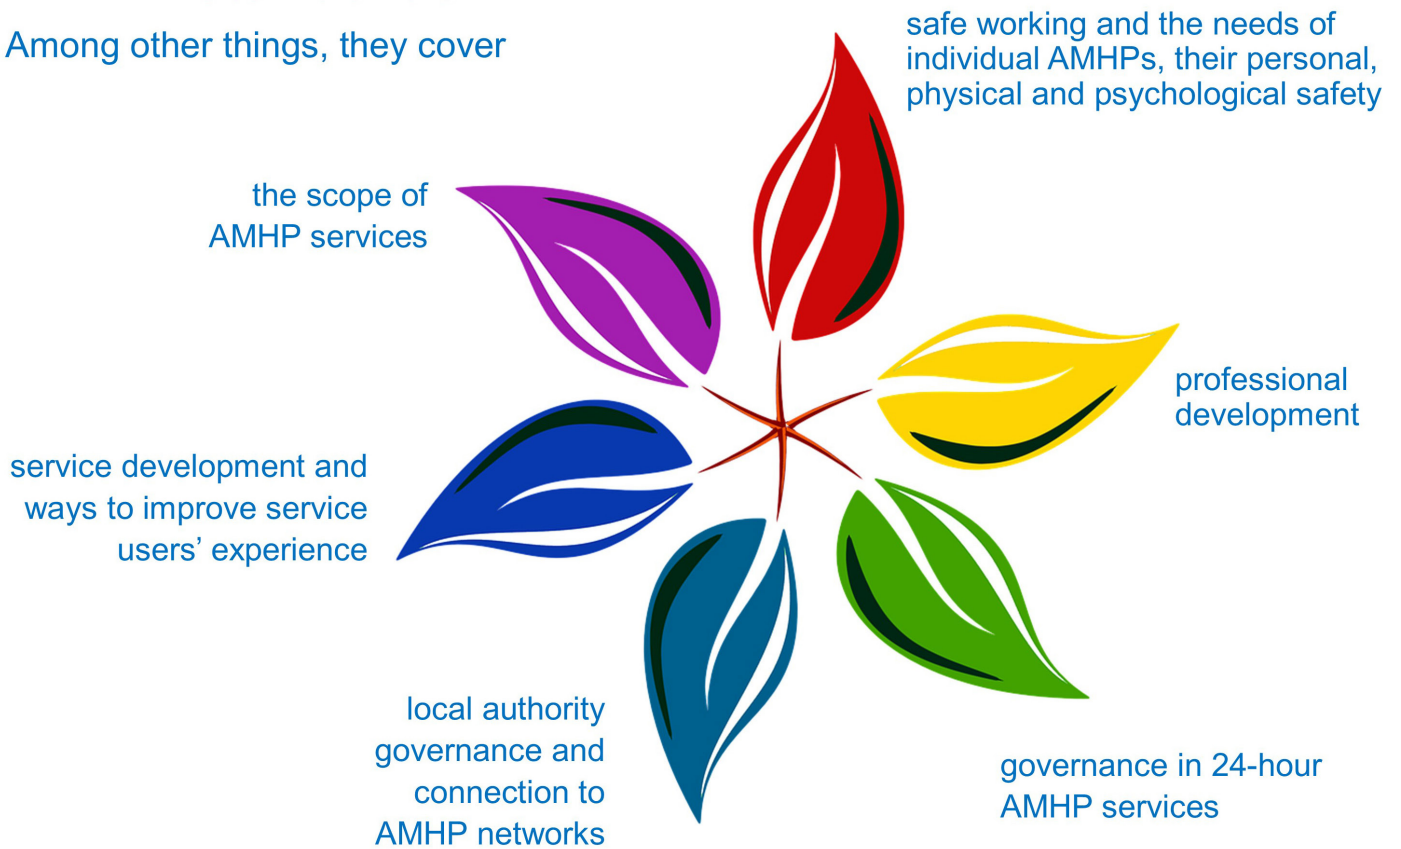 Among other things, they cover
safe working and the needs of
individual AMHPs, their personal,
physical and psychological safety
the scope of
AMHP services
professional
development
service development and
ways to improve service
users’ experience
local authority
governance and
connection to
AMHP networks
governance in 24-hour
AMHP services